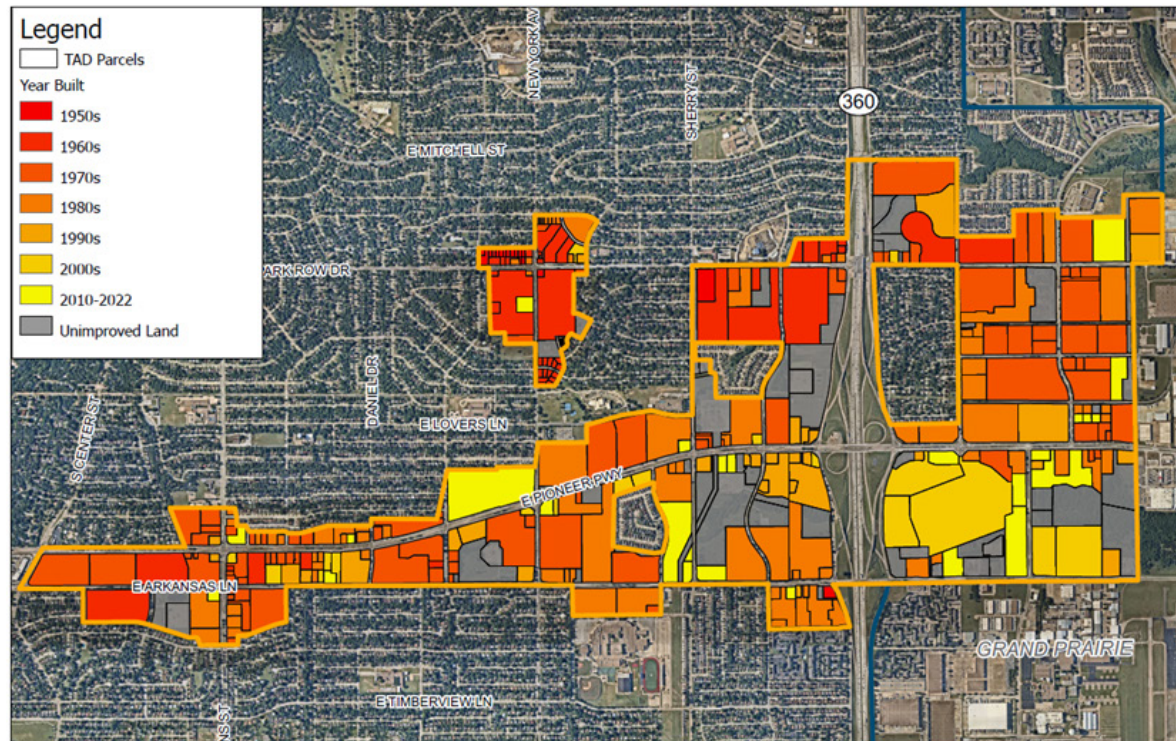 Legend
TAD Parcels
Year Built
1950s
1960s
1970s
1980s
1990s
2000s
2010-2022
Unimproved Land
NEW YORK AV
SHERRY ST
360
E MITCHELL ST
ARK ROW DR
DANIEL DR
S CENTER ST
E LOVERS LN
E PIONEER PWY
E ARKANSAS LN
GRAND PRAIRIE
E TIMBERVIEW LN
NS ST